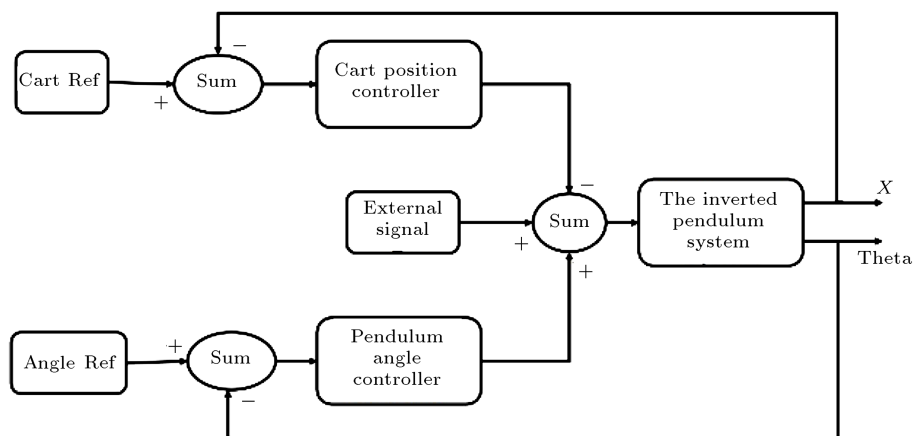 −
Cart Ref
Sum
Cart position
controller
+
−
X
External
signal
Sum
The inverted
pendulum
system
+
+
Theta
Angle Ref
+
Sum
Pendulum
angle
controller
−